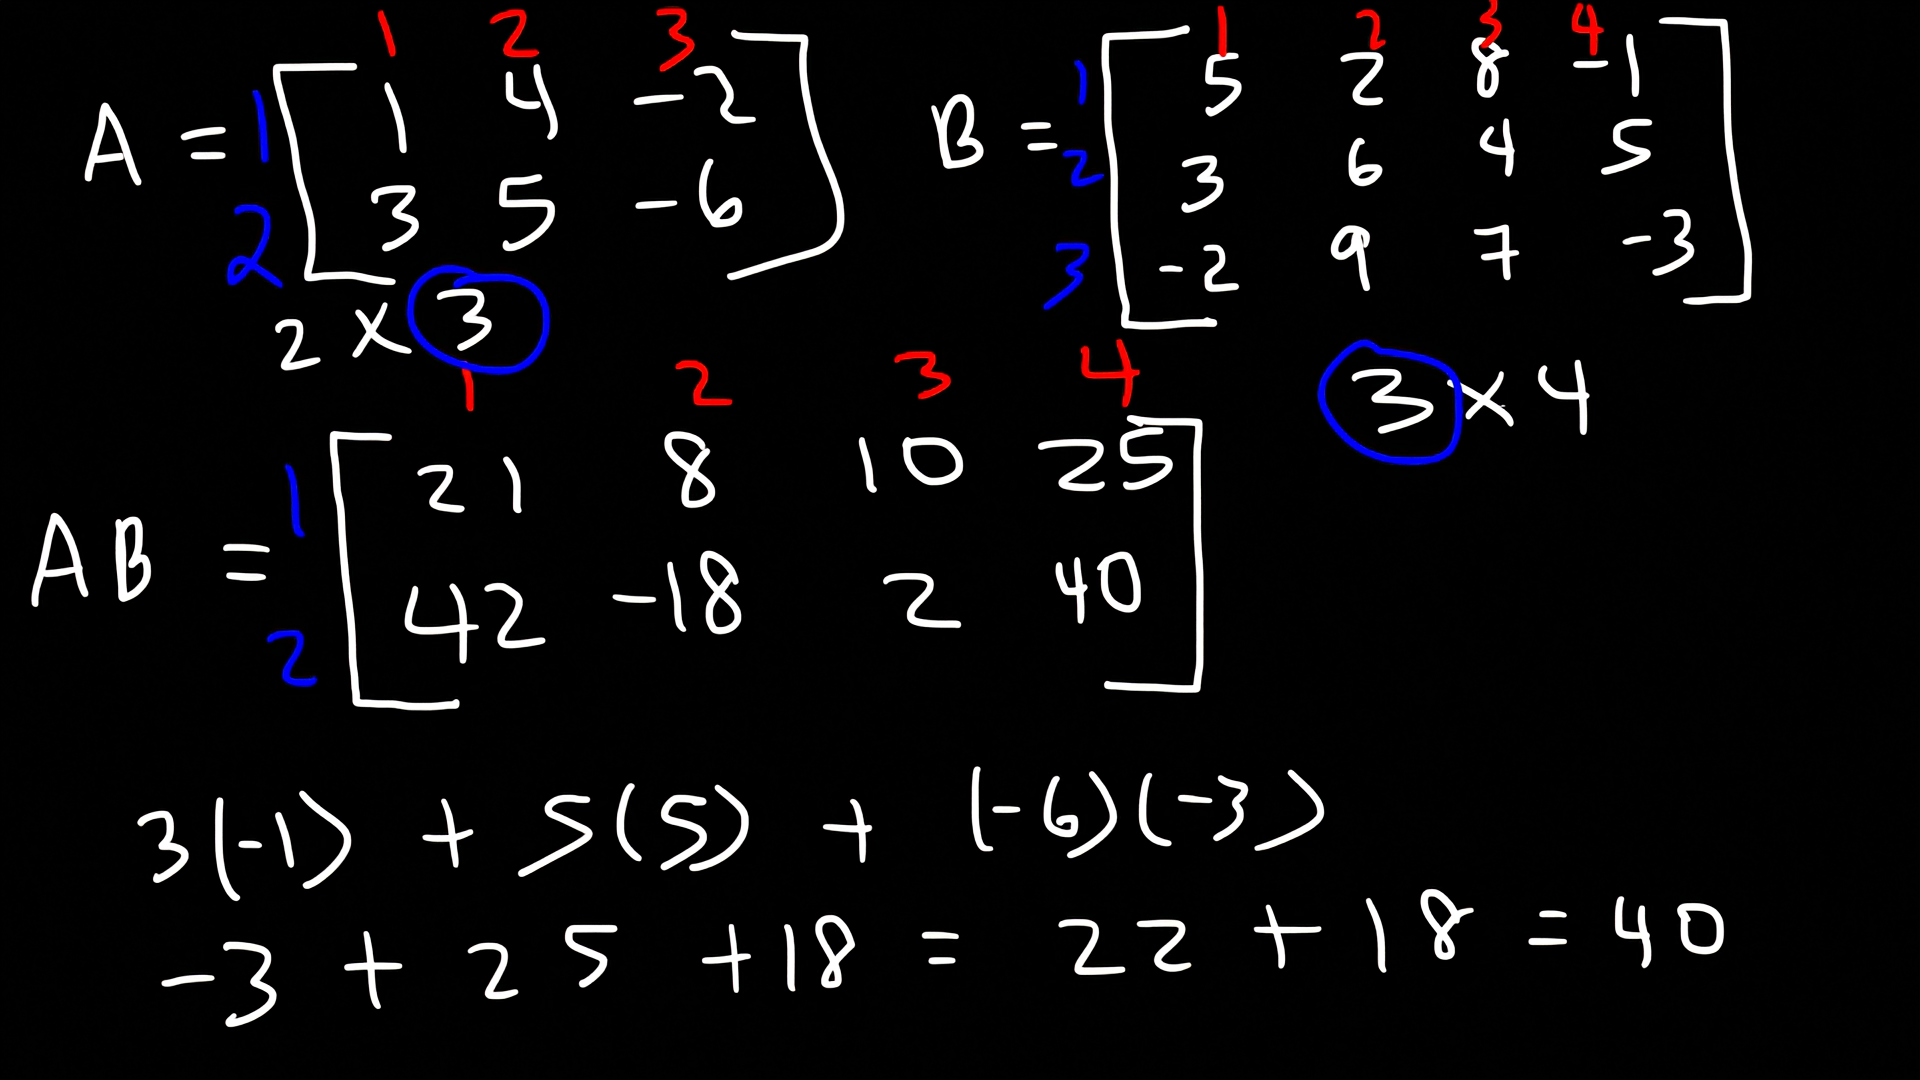 1 2 3
A = 1 [ 1 4 -2 ]
2 [ 3 5 -6 ]
2 × 3
1 2 3 4
B = 1 [ 5 2 8 -1 ]
2 [ 3 6 4 5 ]
3 [ -2 9 7 -3 ]
3 × 4
1 2 3 4
AB = 1 [ 21 8 10 25 ]
2 [ 42 -18 2 40 ]
3(-1) + 5(5) + (-6)(-3)
-3 + 25 +18 = 22 + 18 = 40